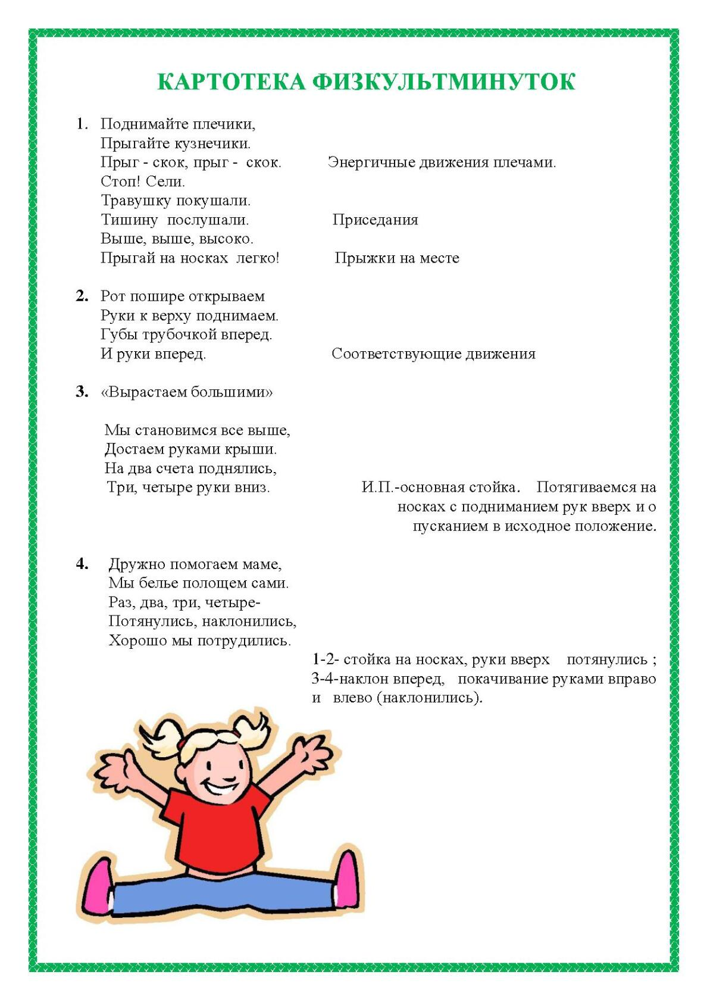 КАРТОТЕКА ФИЗКУЛЬТМИНУТОК
1. Поднимайте плечики,
Прыгайте кузнечики.
Прыг - скок, прыг - скок. Энергичные движения плечами.
Стоп! Сели.
Травушку покушали.
Тишину послушали. Приседания
Выше, выше, высоко.
Прыгай на носках легко! Прыжки на месте
2. Рот пошире открываем
Руки к верху поднимаем.
Губы трубочкой вперед.
И руки вперед. Соответствующие движения
3. «Вырастаем большими»
Мы становимся все выше,
Достаем руками крыши.
На два счета поднялись,
Три, четыре руки вниз. И.П.-основная стойка. Потягиваемся на
носках с подниманием рук вверх и о
пусканием в исходное положение.
4. Дружно помогаем маме,
Мы белье полощем сами.
Раз, два, три, четыре-
Потянулись, наклонились,
Хорошо мы потрудились.
1-2- стойка на носках, руки вверх потянулись ;
3-4-наклон вперед, покачивание руками вправо
и влево (наклонились).